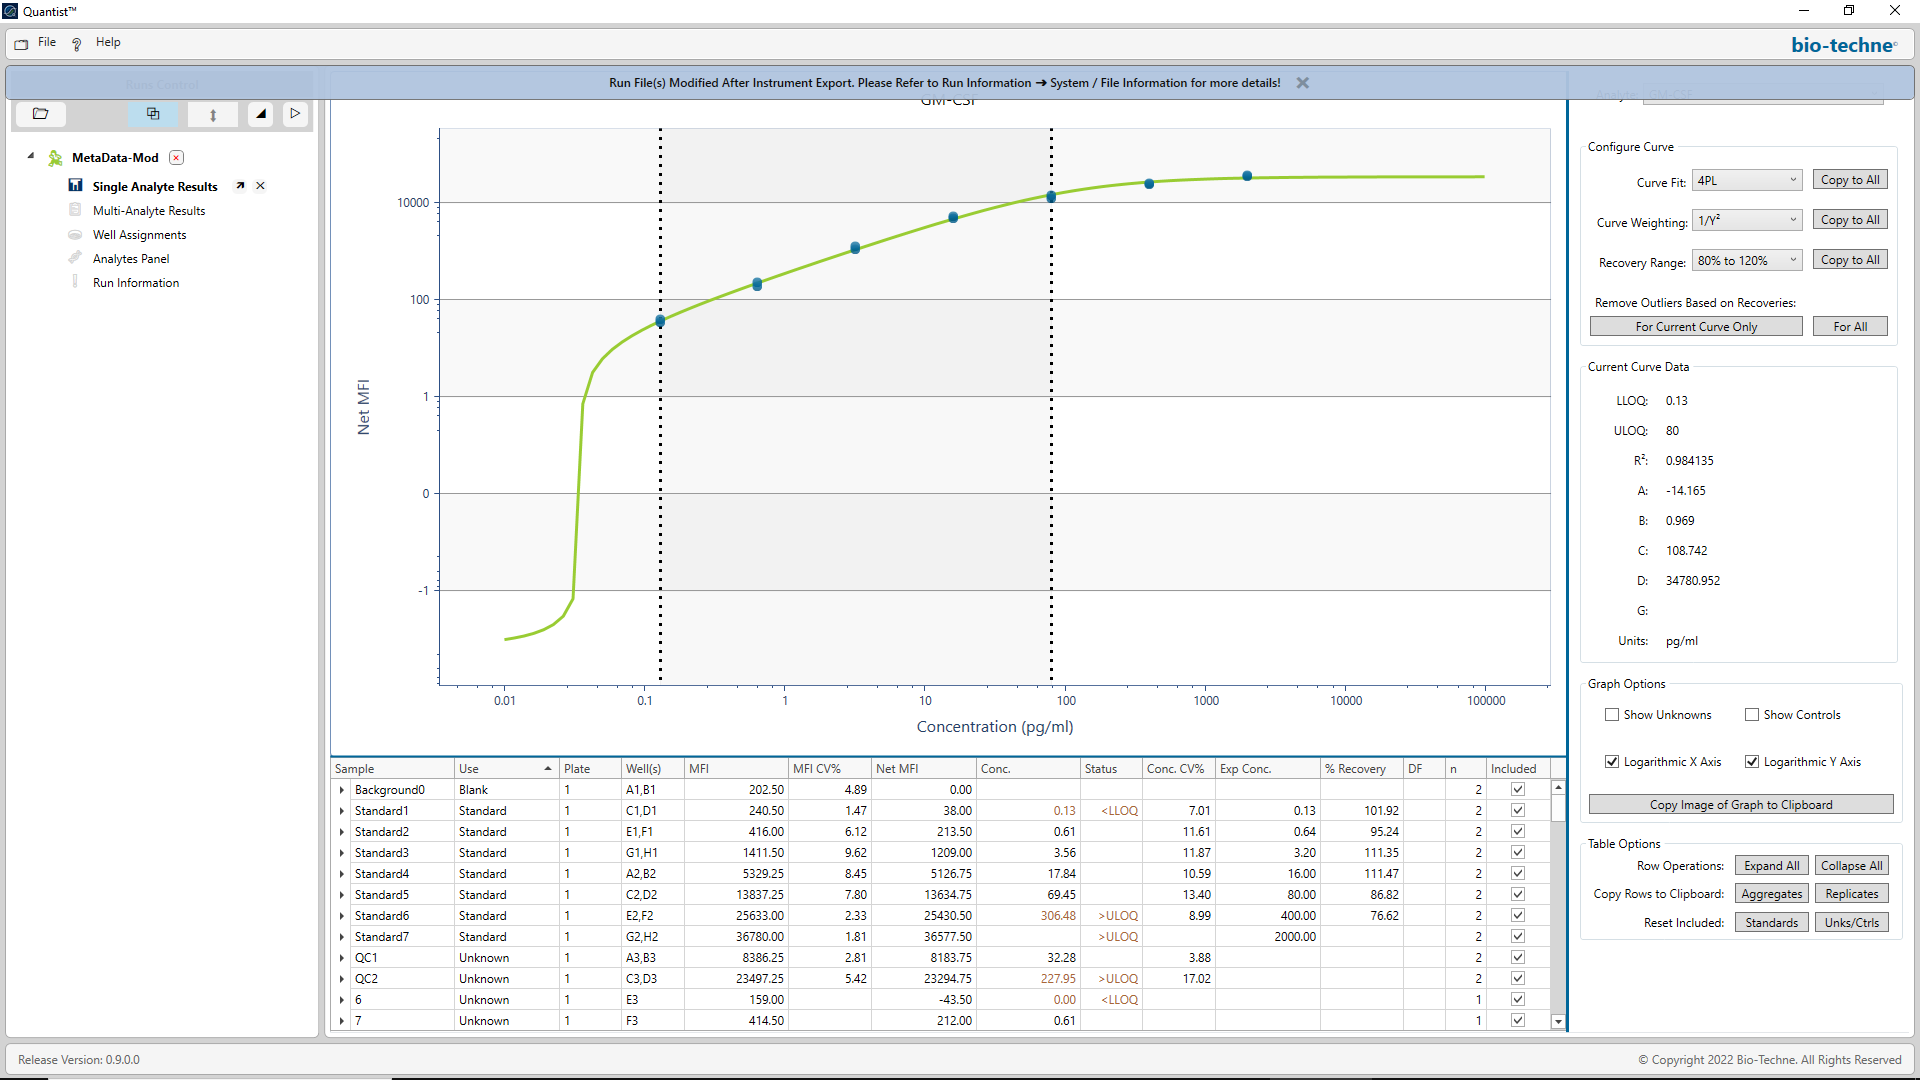 Quantist™
File
Help
bio-techne®
Runs Control
Run File(s) Modified After Instrument Export. Please Refer to Run Information ➔ System / File Information for more details!
GM-CSF
Analyte: GM-CSF
MetaData-Mod
Single Analyte Results
Multi-Analyte Results
Well Assignments
Analytes Panel
Run Information
10000
100
1
0
-1
Net MFI
0.01 0.1 1 10 100 1000 10000 100000
Concentration (pg/ml)
Configure Curve
Curve Fit: 4PL Copy to All
Curve Weighting: 1/Y² Copy to All
Recovery Range: 80% to 120% Copy to All
Remove Outliers Based on Recoveries:
For Current Curve Only For All
Current Curve Data
LLOQ: 0.13
ULOQ: 80
R²: 0.984135
A: -14.165
B: 0.969
C: 108.742
D: 34780.952
G:
Units: pg/ml
Graph Options
Show Unknowns Show Controls
Logarithmic X Axis Logarithmic Y Axis
Copy Image of Graph to Clipboard
Table Options
Row Operations: Expand All Collapse All
Copy Rows to Clipboard: Aggregates Replicates
Reset Included: Standards Unks/Ctrls
Sample Use Plate Well(s) MFI MFI CV% Net MFI Conc. Status Conc. CV% Exp Conc. % Recovery DF n Included
Background0 Blank 1 A1,B1 202.50 4.89 0.00 2
Standard1 Standard 1 C1,D1 240.50 1.47 38.00 0.13 <LLOQ 7.01 0.13 101.92 2
Standard2 Standard 1 E1,F1 416.00 6.12 213.50 0.61 11.61 0.64 95.24 2
Standard3 Standard 1 G1,H1 1411.50 9.62 1209.00 3.56 11.87 3.20 111.35 2
Standard4 Standard 1 A2,B2 5329.25 8.45 5126.75 17.84 10.59 16.00 111.47 2
Standard5 Standard 1 C2,D2 13837.25 7.80 13634.75 69.45 13.40 80.00 86.82 2
Standard6 Standard 1 E2,F2 25633.00 2.33 25430.50 306.48 >ULOQ 8.99 400.00 76.62 2
Standard7 Standard 1 G2,H2 36780.00 1.81 36577.50 >ULOQ 2000.00 2
QC1 Unknown 1 A3,B3 8386.25 2.81 8183.75 32.28 3.88 2
QC2 Unknown 1 C3,D3 23497.25 5.42 23294.75 227.95 >ULOQ 17.02 2
6 Unknown 1 E3 159.00 -43.50 0.00 <LLOQ 1
7 Unknown 1 F3 414.50 212.00 0.61 1
Release Version: 0.9.0.0
© Copyright 2022 Bio-Techne. All Rights Reserved